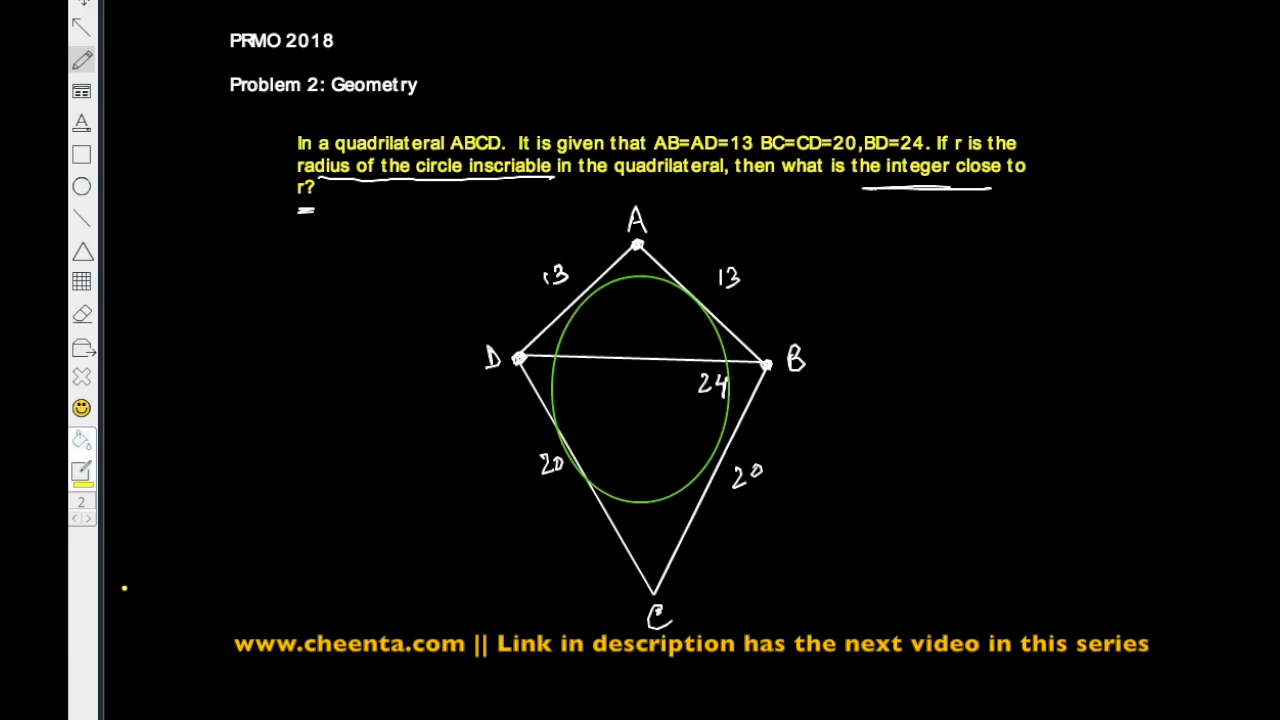 PRMO 2018
Problem 2: Geometry
In a quadrilateral ABCD. It is given that AB=AD=13 BC=CD=20,BD=24. If r is the
radius of the circle inscriable in the quadrilateral, then what is the integer close to
r?
A
13 13
D B
24
20 20
C
2
www.cheenta.com || Link in description has the next video in this series